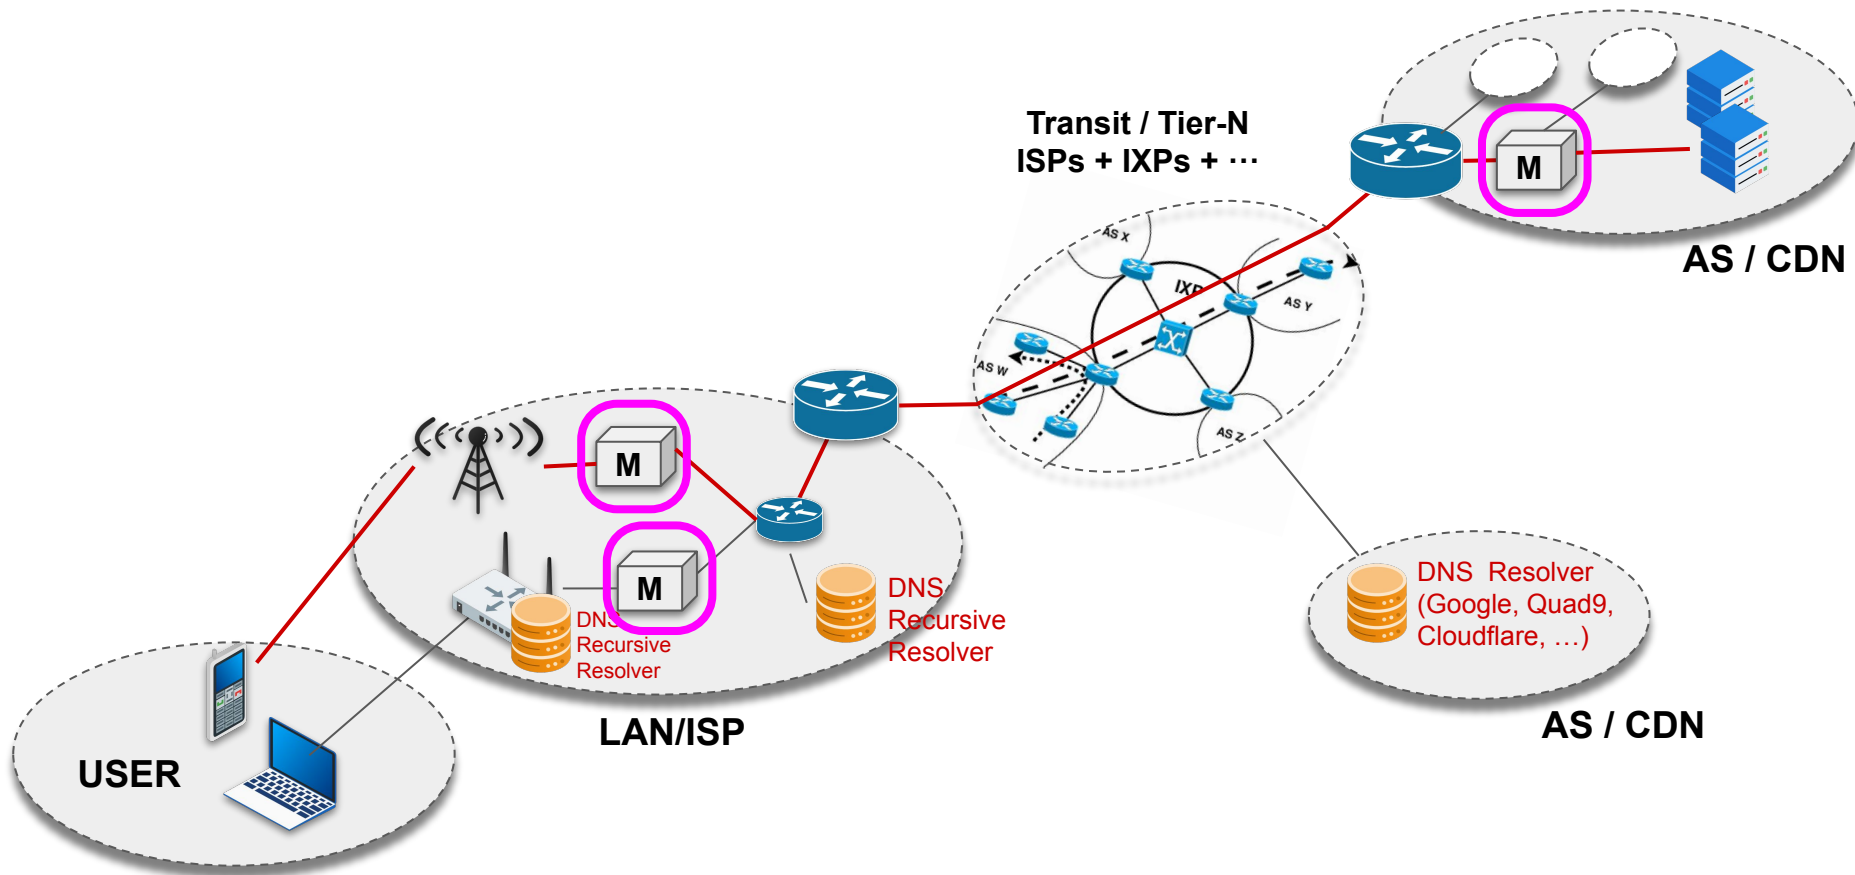 Transit / Tier-N
ISPs + IXPs + ⋯
M
AS / CDN
AS X
IXP
AS Y
AS W
AS Z
M
M
DNS
Recursive
Resolver
DNS
Recursive
Resolver
LAN/ISP
DNS Resolver
(Google, Quad9,
Cloudflare, …)
AS / CDN
USER